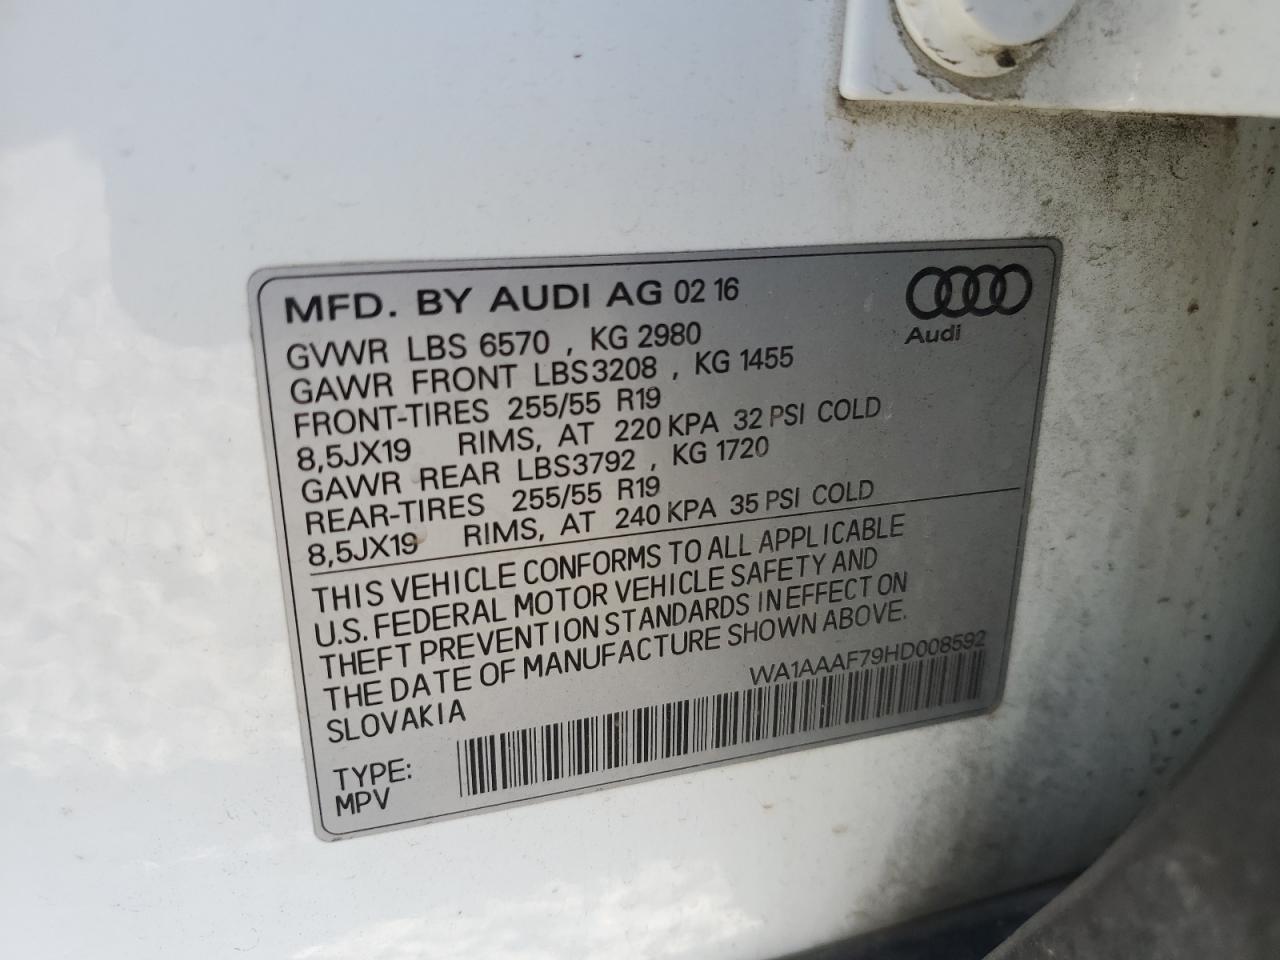 MFD. BY AUDI AG 02 16
Audi
GVWR LBS 6570 , KG 2980
GAWR FRONT LBS3208 , KG 1455
FRONT-TIRES 255/55 R19
8,5JX19 RIMS, AT 220 KPA 32 PSI COLD
GAWR REAR LBS3792 , KG 1720
REAR-TIRES 255/55 R19
8,5JX19 RIMS, AT 240 KPA 35 PSI COLD
THIS VEHICLE CONFORMS TO ALL APPLICABLE
U.S. FEDERAL MOTOR VEHICLE SAFETY AND
THEFT PREVENTION STANDARDS IN EFFECT ON
THE DATE OF MANUFACTURE SHOWN ABOVE.
SLOVAKIA
WA1AAAF79HD008592
TYPE:
MPV